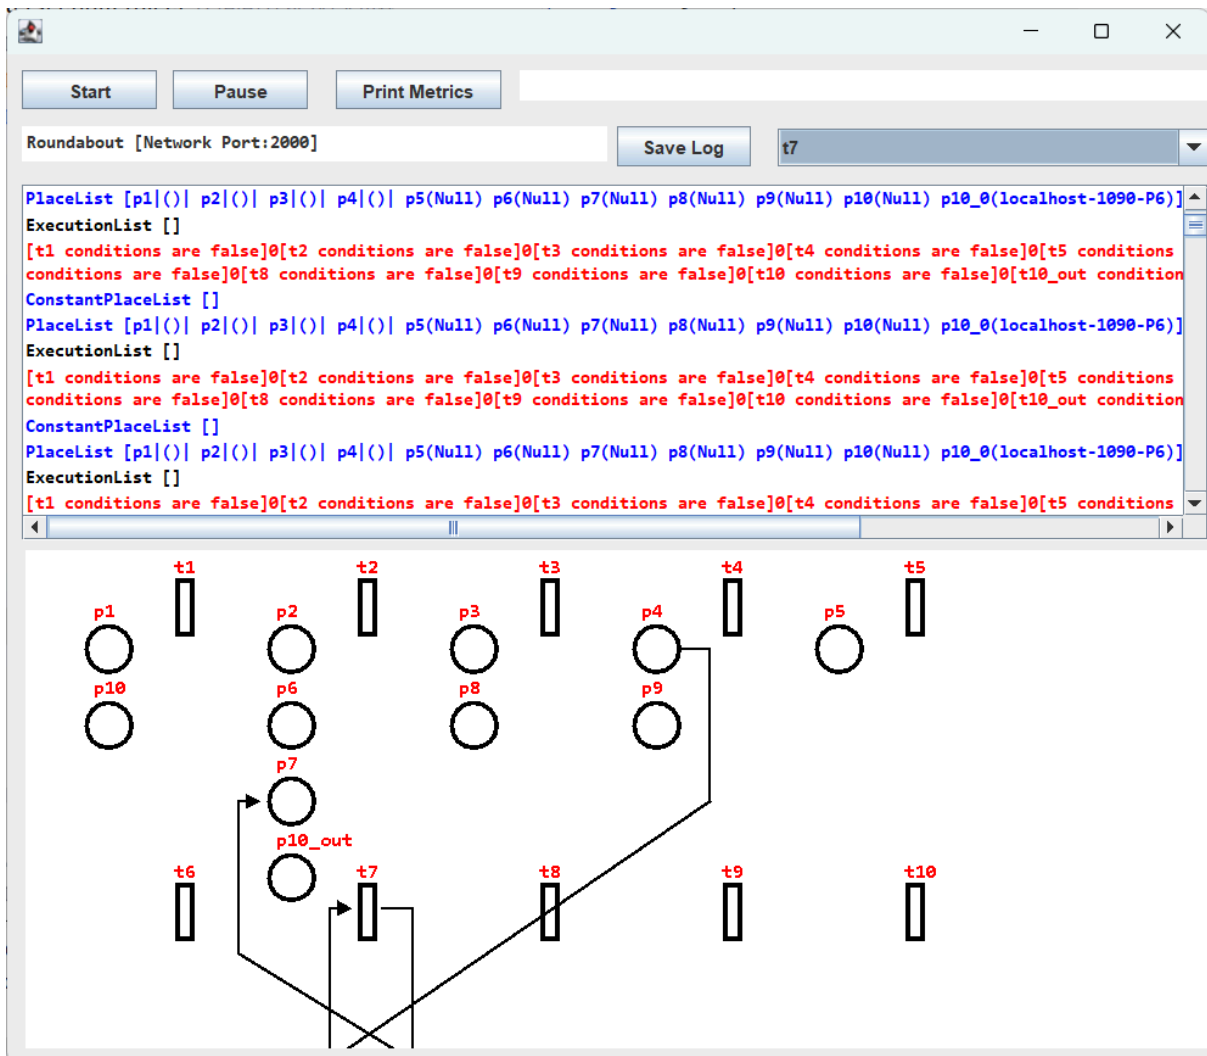 Start Pause Print Metrics
Roundabout [Network Port:2000] Save Log t7
PlaceList [p1|()| p2|()| p3|()| p4|()| p5(Null) p6(Null) p7(Null) p8(Null) p9(Null) p10(Null) p10_0(localhost-1090-P6)]
ExecutionList []
[t1 conditions are false]0[t2 conditions are false]0[t3 conditions are false]0[t4 conditions are false]0[t5 conditions
conditions are false]0[t8 conditions are false]0[t9 conditions are false]0[t10 conditions are false]0[t10_out condition
ConstantPlaceList []
PlaceList [p1|()| p2|()| p3|()| p4|()| p5(Null) p6(Null) p7(Null) p8(Null) p9(Null) p10(Null) p10_0(localhost-1090-P6)]
ExecutionList []
[t1 conditions are false]0[t2 conditions are false]0[t3 conditions are false]0[t4 conditions are false]0[t5 conditions
conditions are false]0[t8 conditions are false]0[t9 conditions are false]0[t10 conditions are false]0[t10_out condition
ConstantPlaceList []
PlaceList [p1|()| p2|()| p3|()| p4|()| p5(Null) p6(Null) p7(Null) p8(Null) p9(Null) p10(Null) p10_0(localhost-1090-P6)]
ExecutionList []
[t1 conditions are false]0[t2 conditions are false]0[t3 conditions are false]0[t4 conditions are false]0[t5 conditions
t1 t2 t3 t4 t5
p1 p2 p3 p4 p5
p10 p6 p8 p9
p7
p10_out
t6 t7 t8 t9 t10